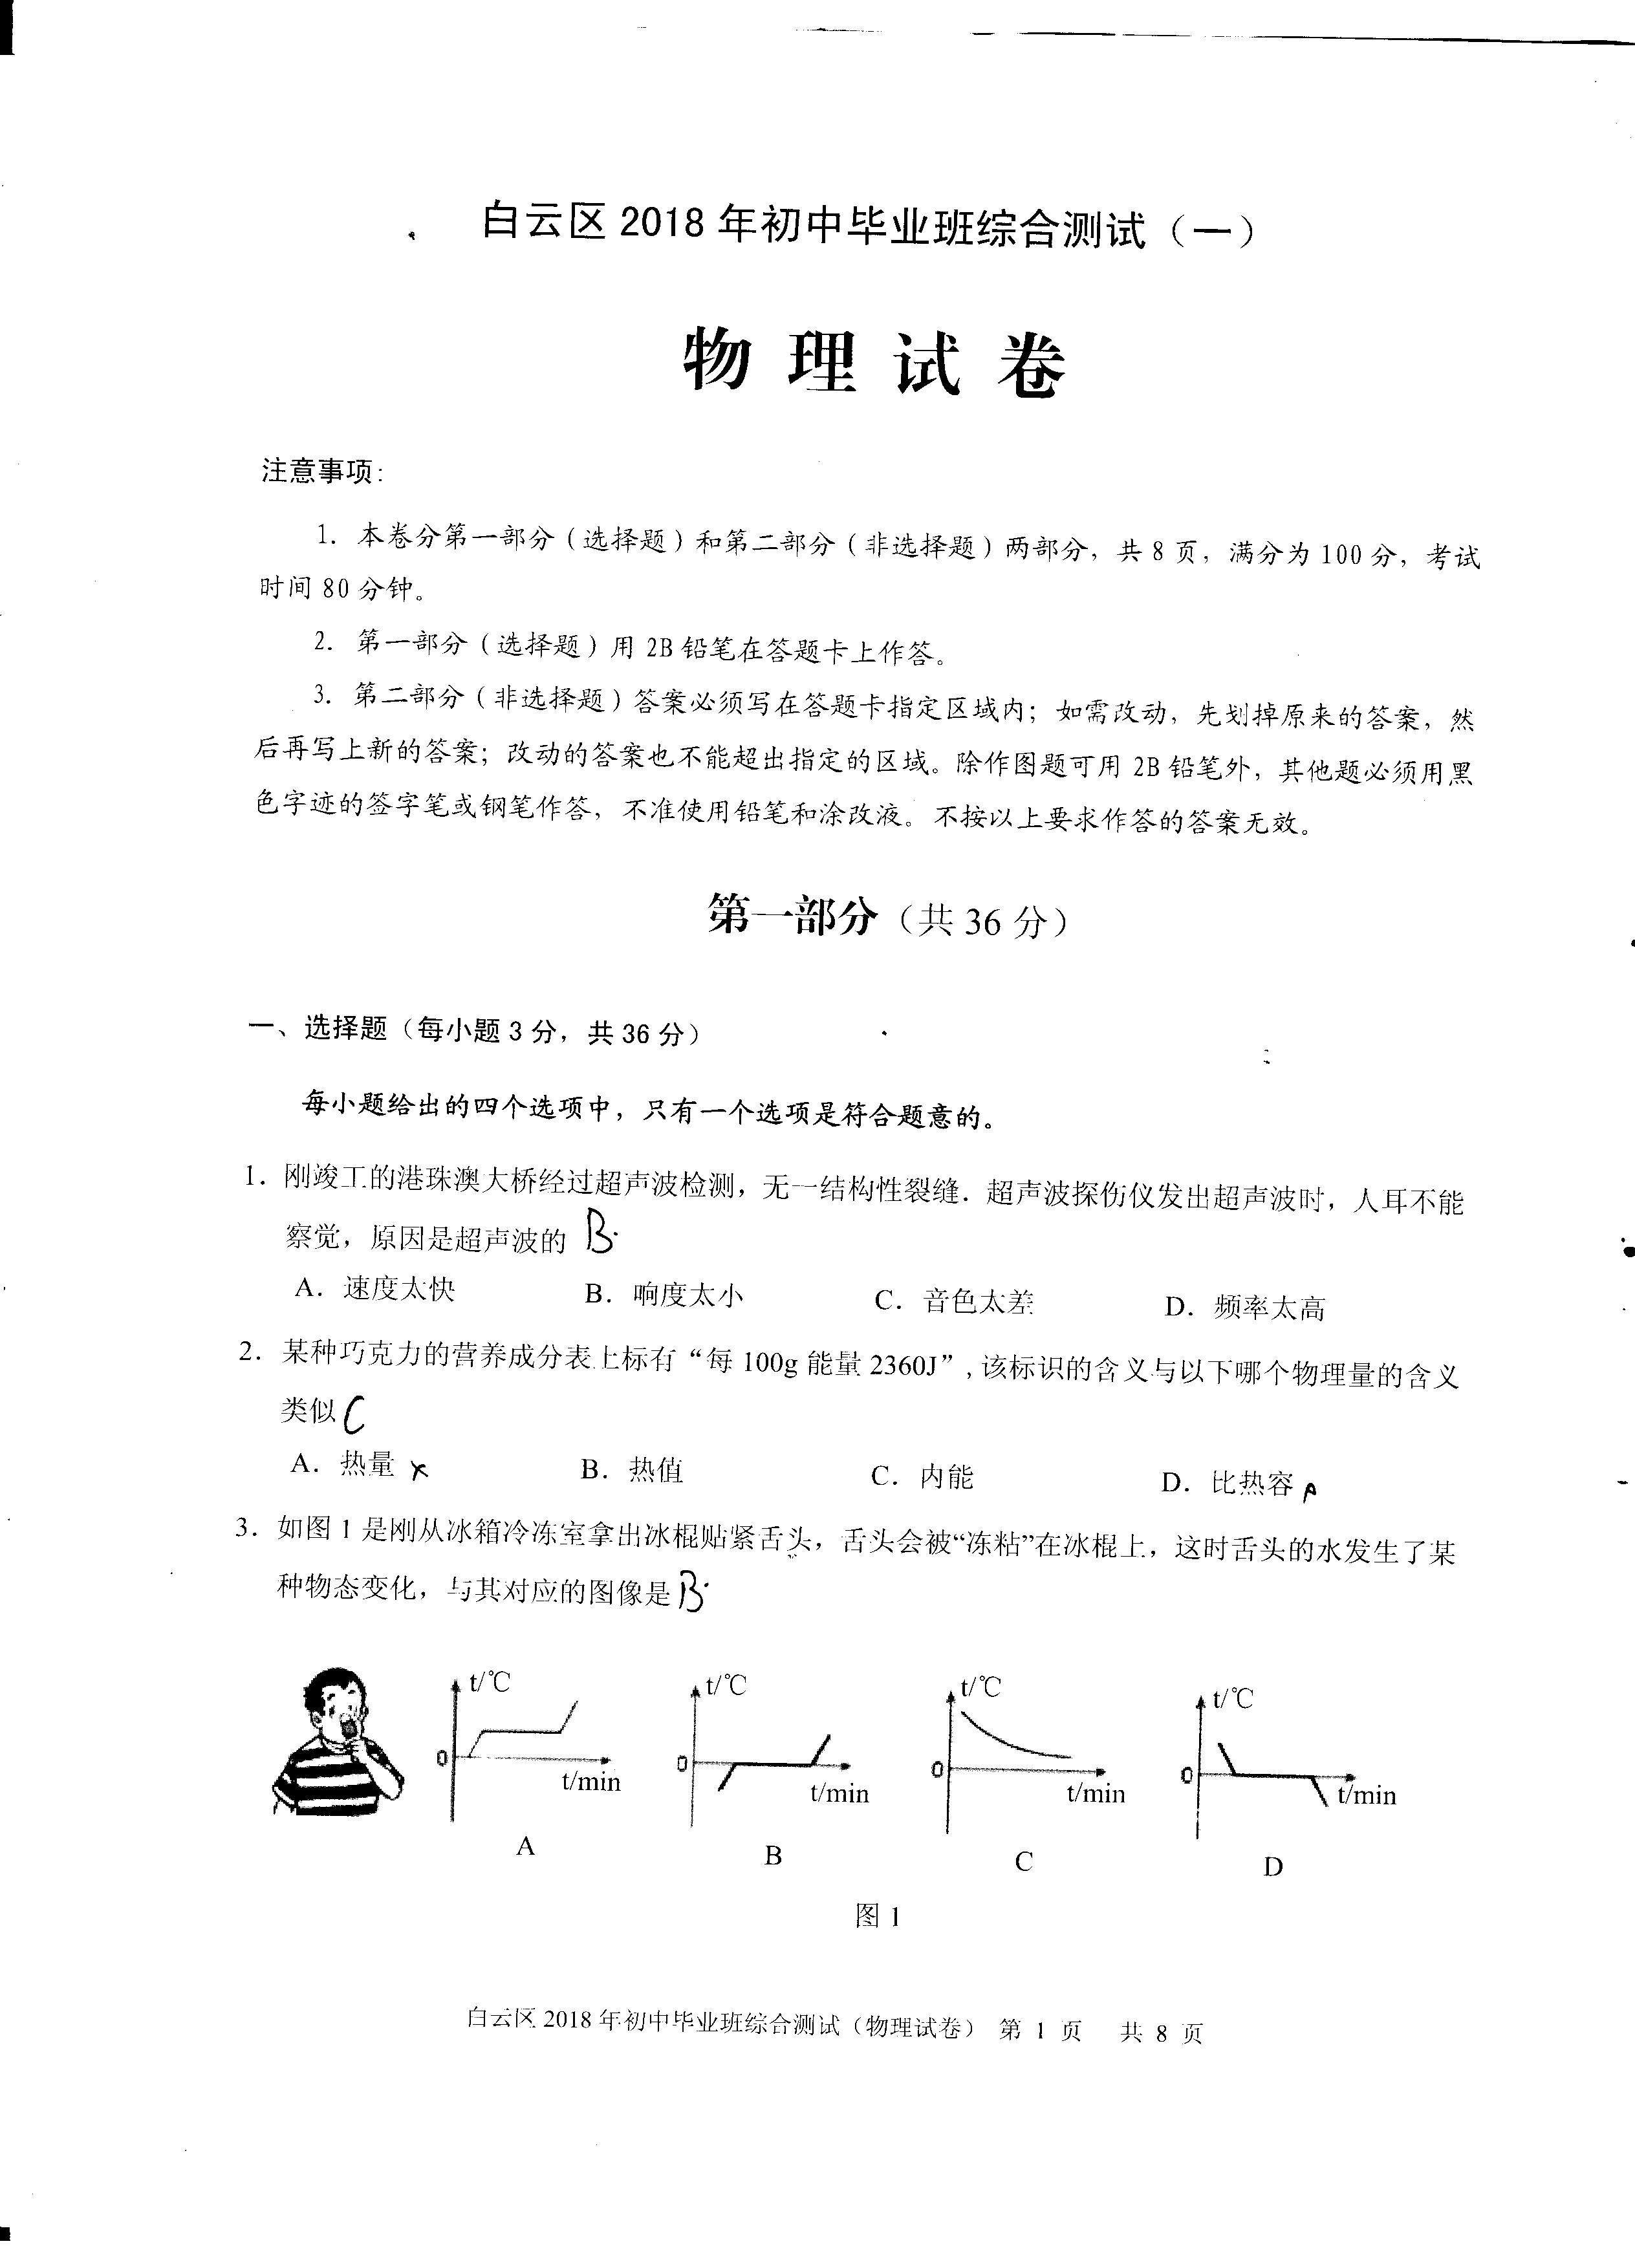 白云区 2018 年初中毕业班综合测试（一）
物 理 试 卷
注意事项：
1. 本卷分第一部分（选择题）和第二部分（非选择题）两部分，共 8 页，满分为 100 分，考试
时间 80 分钟。
2. 第一部分（选择题）用 2B 铅笔在答题卡上作答。
3. 第二部分（非选择题）答案必须写在答题卡指定区域内；如需改动，先划掉原来的答案，然
后再写上新的答案；改动的答案也不能超出指定的区域。除作图题可用 2B 铅笔外，其他题必须用黑
色字迹的签字笔或钢笔作答，不准使用铅笔和涂改液。不按以上要求作答的答案无效。
第一部分（共 36 分）
一、选择题（每小题 3 分，共 36 分）
每小题给出的四个选项中，只有一个选项是符合题意的。
1. 刚竣工的港珠澳大桥经过超声波检测，无一结构性裂缝．超声波探伤仪发出超声波时，人耳不能
察觉，原因是超声波的 B
A．速度太快 B．响度太小 C．音色太差 D．频率太高
2. 某种巧克力的营养成分表上标有“每 100g 能量 2360J”，该标识的含义与以下哪个物理量的含义
类似 C
A．热量 × B．热值 C．内能 D．比热容
3. 如图 1 是刚从冰箱冷冻室拿出冰棍贴紧舌头，舌头会被“冻粘”在冰棍上，这时舌头的水发生了某
种物态变化，与其对应的图像是 B
t/℃ t/℃ t/℃ t/℃
0 0 0 0
t/min t/min t/min t/min
A B C D
图 1
白云区 2018 年初中毕业班综合测试（物理试卷） 第 1 页 共 8 页